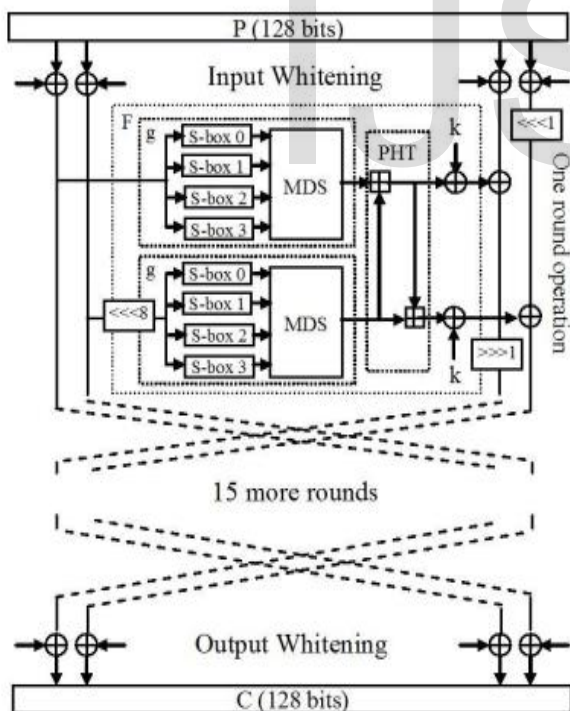 P (128 bits)
Input Whitening
<<<1
F
g
S-box 0
S-box 1
S-box 2
S-box 3
MDS
PHT
k
One round operation
g
<<<8
S-box 0
S-box 1
S-box 2
S-box 3
MDS
k
>>>1
15 more rounds
Output Whitening
C (128 bits)